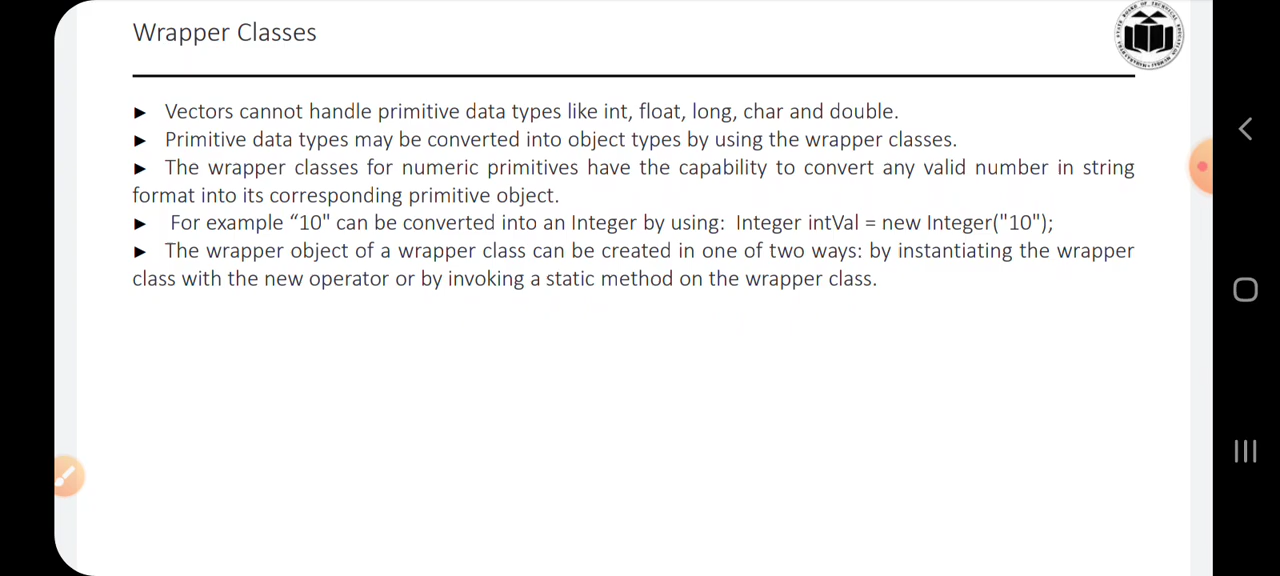 Wrapper Classes
► Vectors cannot handle primitive data types like int, float, long, char and double.
► Primitive data types may be converted into object types by using the wrapper classes.
► The wrapper classes for numeric primitives have the capability to convert any valid number in string
format into its corresponding primitive object.
► For example “10" can be converted into an Integer by using: Integer intVal = new Integer("10");
► The wrapper object of a wrapper class can be created in one of two ways: by instantiating the wrapper
class with the new operator or by invoking a static method on the wrapper class.